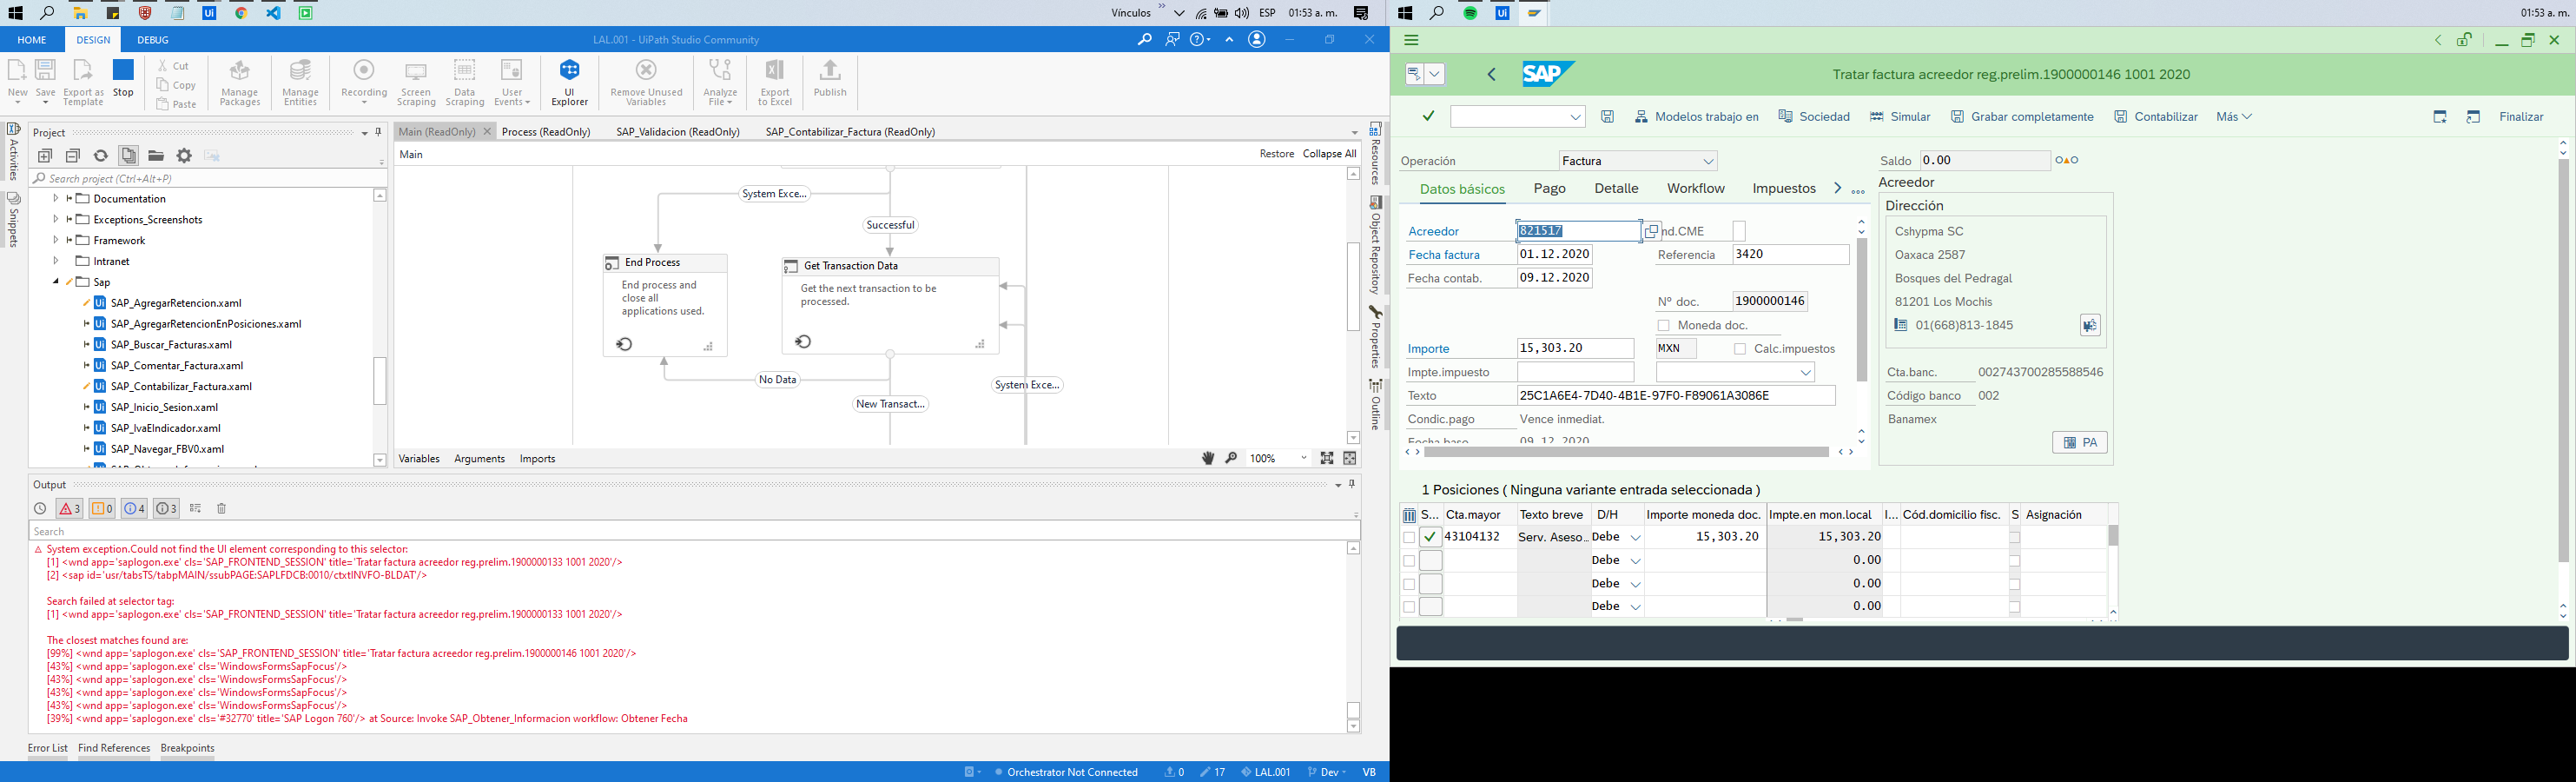 Vínculos
ESP
01:53 a. m.
01:53 a. m.
HOME
DESIGN
DEBUG
LAL.001 - UiPath Studio Community
New
Save
Export as Template
Stop
Cut
Copy
Paste
Manage Packages
Manage Entities
Recording
Screen Scraping
Data Scraping
User Events
UI Explorer
Remove Unused Variables
Analyze File
Export to Excel
Publish
Activities
Snippets
Project
Search project (Ctrl+Alt+P)
Documentation
Exceptions_Screenshots
Framework
Intranet
Sap
SAP_AgregarRetencion.xaml
SAP_AgregarRetencionEnPosiciones.xaml
SAP_Buscar_Facturas.xaml
SAP_Comentar_Factura.xaml
SAP_Contabilizar_Factura.xaml
SAP_Inicio_Sesion.xaml
SAP_IvaEIndicador.xaml
SAP_Navegar_FBV0.xaml
Main (ReadOnly)
Process (ReadOnly)
SAP_Validacion (ReadOnly)
SAP_Contabilizar_Factura (ReadOnly)
Main
Restore
Collapse All
System Exce...
Successful
End Process
End process and close all applications used.
Get Transaction Data
Get the next transaction to be processed.
No Data
System Exce...
New Transact...
Variables
Arguments
Imports
100%
Resources
Object Repository
Properties
Outline
Output
3
0
4
3
Search
System exception.Could not find the UI element corresponding to this selector:
[1] <wnd app='saplogon.exe' cls='SAP_FRONTEND_SESSION' title='Tratar factura acreedor reg.prelim.1900000133 1001 2020'/>
[2] <sap id='usr/tabsTS/tabpMAIN/ssubPAGE:SAPLFDCB:0010/ctxtINVFO-BLDAT'/>
Search failed at selector tag:
[1] <wnd app='saplogon.exe' cls='SAP_FRONTEND_SESSION' title='Tratar factura acreedor reg.prelim.1900000133 1001 2020'/>
The closest matches found are:
[99%] <wnd app='saplogon.exe' cls='SAP_FRONTEND_SESSION' title='Tratar factura acreedor reg.prelim.1900000146 1001 2020'/>
[43%] <wnd app='saplogon.exe' cls='WindowsFormsSapFocus'/>
[43%] <wnd app='saplogon.exe' cls='WindowsFormsSapFocus'/>
[43%] <wnd app='saplogon.exe' cls='WindowsFormsSapFocus'/>
[43%] <wnd app='saplogon.exe' cls='WindowsFormsSapFocus'/>
[39%] <wnd app='saplogon.exe' cls='#32770' title='SAP Logon 760'/> at Source: Invoke SAP_Obtener_Informacion workflow: Obtener Fecha
Error List
Find References
Breakpoints
Orchestrator Not Connected
0
17
LAL.001
Dev
VB
SAP
Tratar factura acreedor reg.prelim.1900000146 1001 2020
Modelos trabajo en
Sociedad
Simular
Grabar completamente
Contabilizar
Más
Finalizar
Operación
Factura
Saldo
0.00
Datos básicos
Pago
Detalle
Workflow
Impuestos
Acreedor
Dirección
Acreedor
821517
nd.CME
Cshypma SC
Fecha factura
01.12.2020
Referencia
3420
Oaxaca 2587
Fecha contab.
09.12.2020
Bosques del Pedragal
Nº doc.
1900000146
81201 Los Mochis
Moneda doc.
01(668)813-1845
Importe
15,303.20
MXN
Calc.impuestos
Impte.impuesto
Cta.banc.
002743700285588546
Texto
25C1A6E4-7D40-4B1E-97F0-F89061A3086E
Código banco
002
Condic.pago
Vence inmediat.
Banamex
Fecha base
09.12.2020
PA
1 Posiciones ( Ninguna variante entrada seleccionada )
S...
Cta.mayor
Texto breve
D/H
Importe moneda doc.
Impte.en mon.local
I...
Cód.domicilio fisc.
S
Asignación
43104132
Serv. Aseso...
Debe
15,303.20
15,303.20
Debe
0.00
Debe
0.00
Debe
0.00